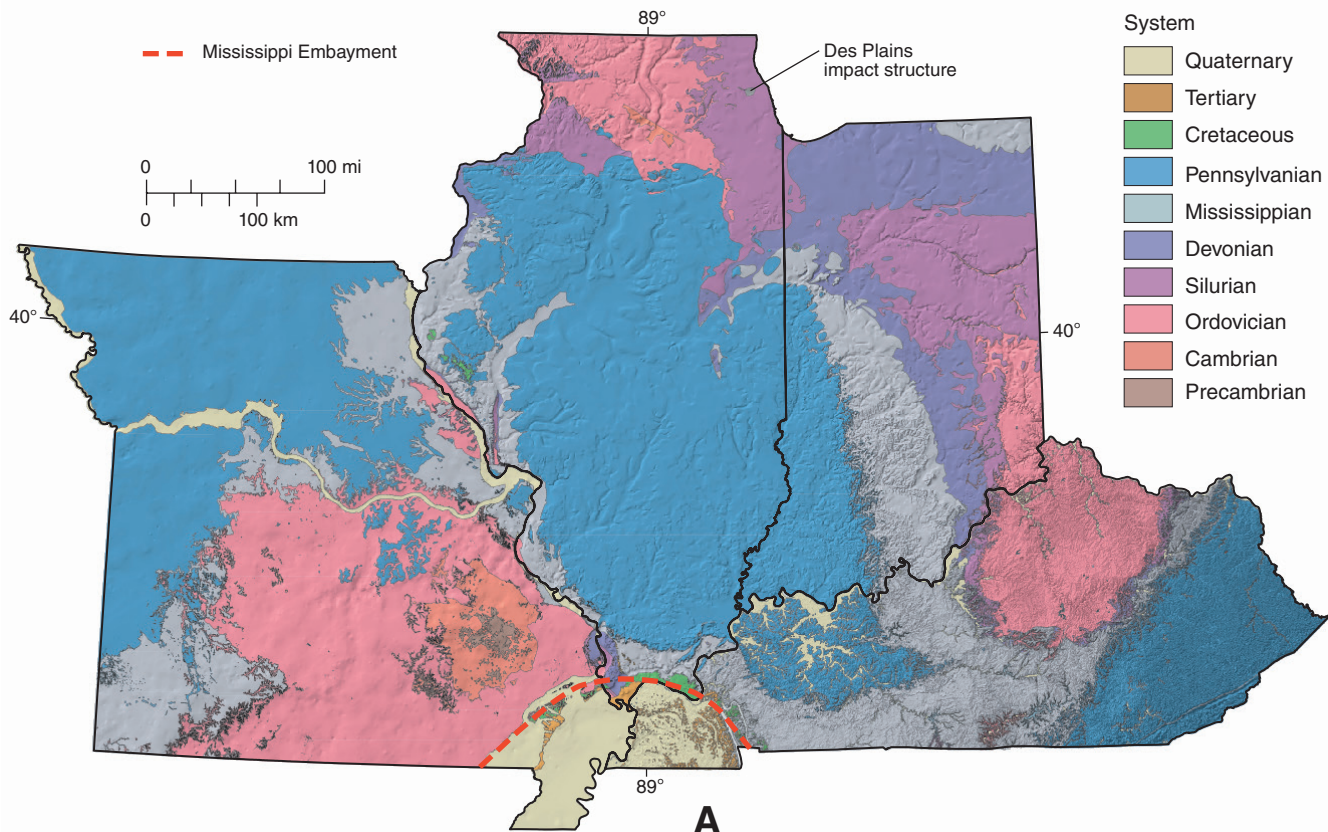 89°
Mississippi Embayment
Des Plains
impact structure
System
Quaternary
Tertiary
Cretaceous
Pennsylvanian
Mississippian
Devonian
Silurian
Ordovician
Cambrian
Precambrian
0 100 mi
0 100 km
40°
40°
89°
A